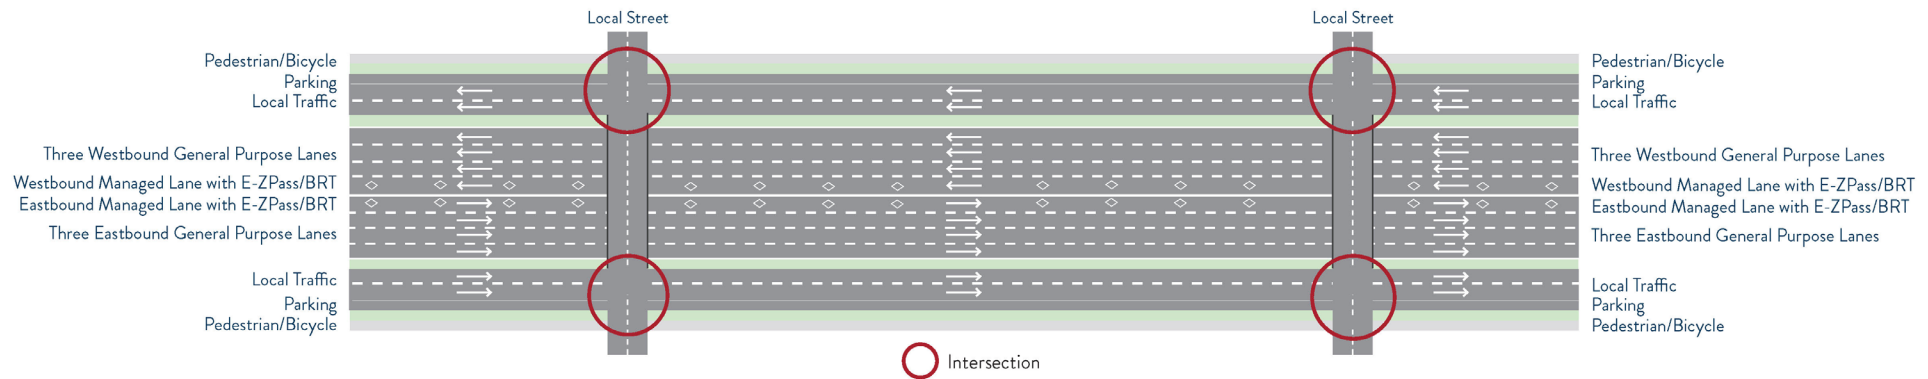 Local Street
Local Street
Pedestrian/Bicycle
Parking
Local Traffic
Three Westbound General Purpose Lanes
Westbound Managed Lane with E-ZPass/BRT
Eastbound Managed Lane with E-ZPass/BRT
Three Eastbound General Purpose Lanes
Local Traffic
Parking
Pedestrian/Bicycle
Pedestrian/Bicycle
Parking
Local Traffic
Three Westbound General Purpose Lanes
Westbound Managed Lane with E-ZPass/BRT
Eastbound Managed Lane with E-ZPass/BRT
Three Eastbound General Purpose Lanes
Local Traffic
Parking
Pedestrian/Bicycle
Intersection